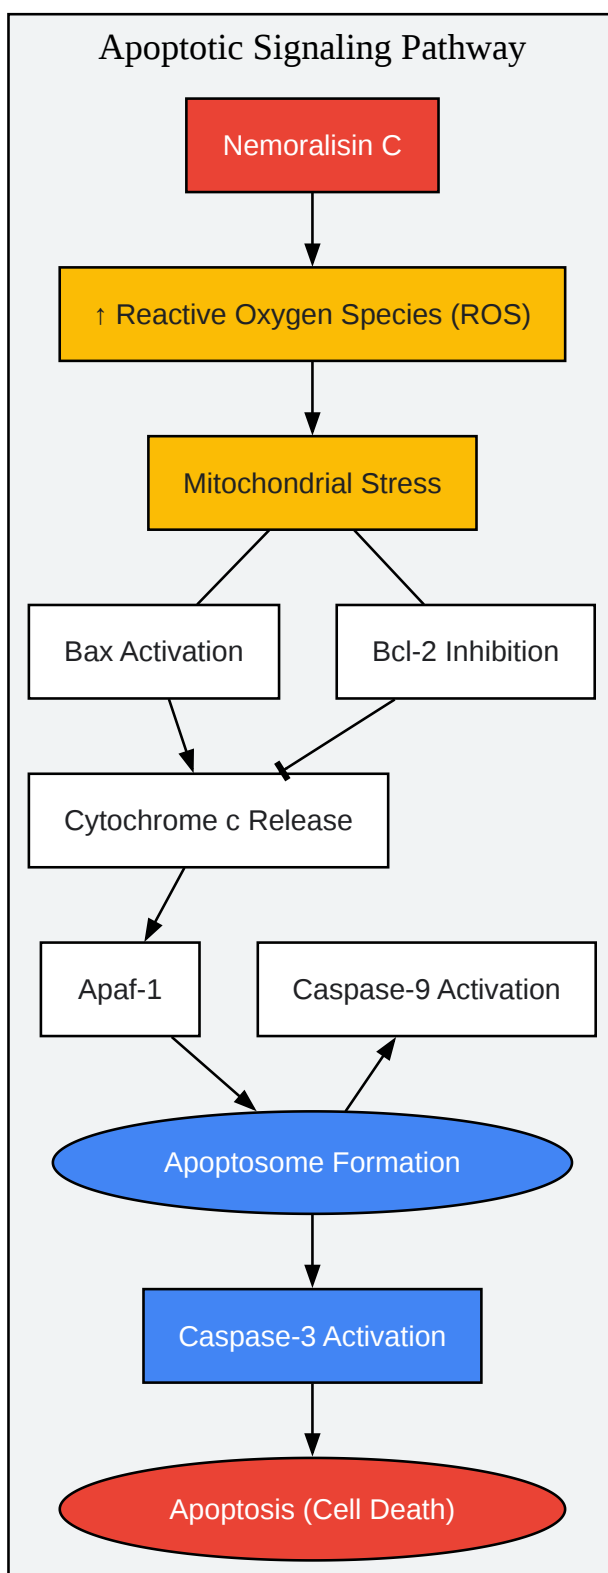 Apoptotic Signaling Pathway
Nemoralisin C
↑ Reactive Oxygen Species (ROS)
Mitochondrial Stress
Bax Activation
Bcl-2 Inhibition
Cytochrome c Release
Apaf-1
Caspase-9 Activation
Apoptosome Formation
Caspase-3 Activation
Apoptosis (Cell Death)